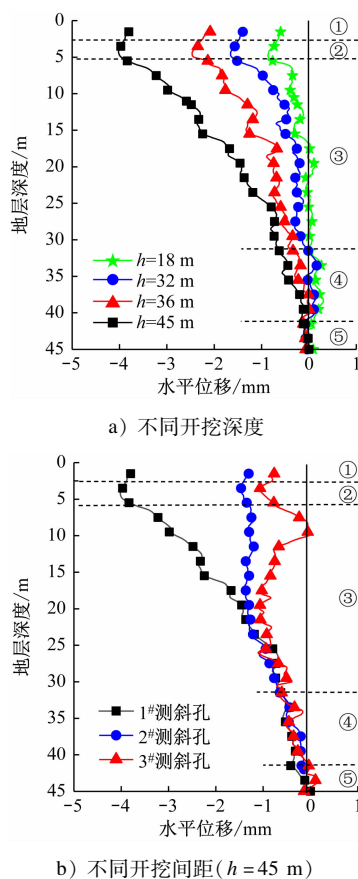 0
5
10
15
20
25
30
35
40
45
地层深度/m
①
②
③
④
⑤
h=18 m
h=32 m
h=36 m
h=45 m
−5 −4 −3 −2 −1 0 1
水平位移/mm
a) 不同开挖深度
0
5
10
15
20
25
30
35
40
45
地层深度/m
①
②
③
④
⑤
1#测斜孔
2#测斜孔
3#测斜孔
−5 −4 −3 −2 −1 0 1
水平位移/mm
b) 不同开挖间距(h=45 m)